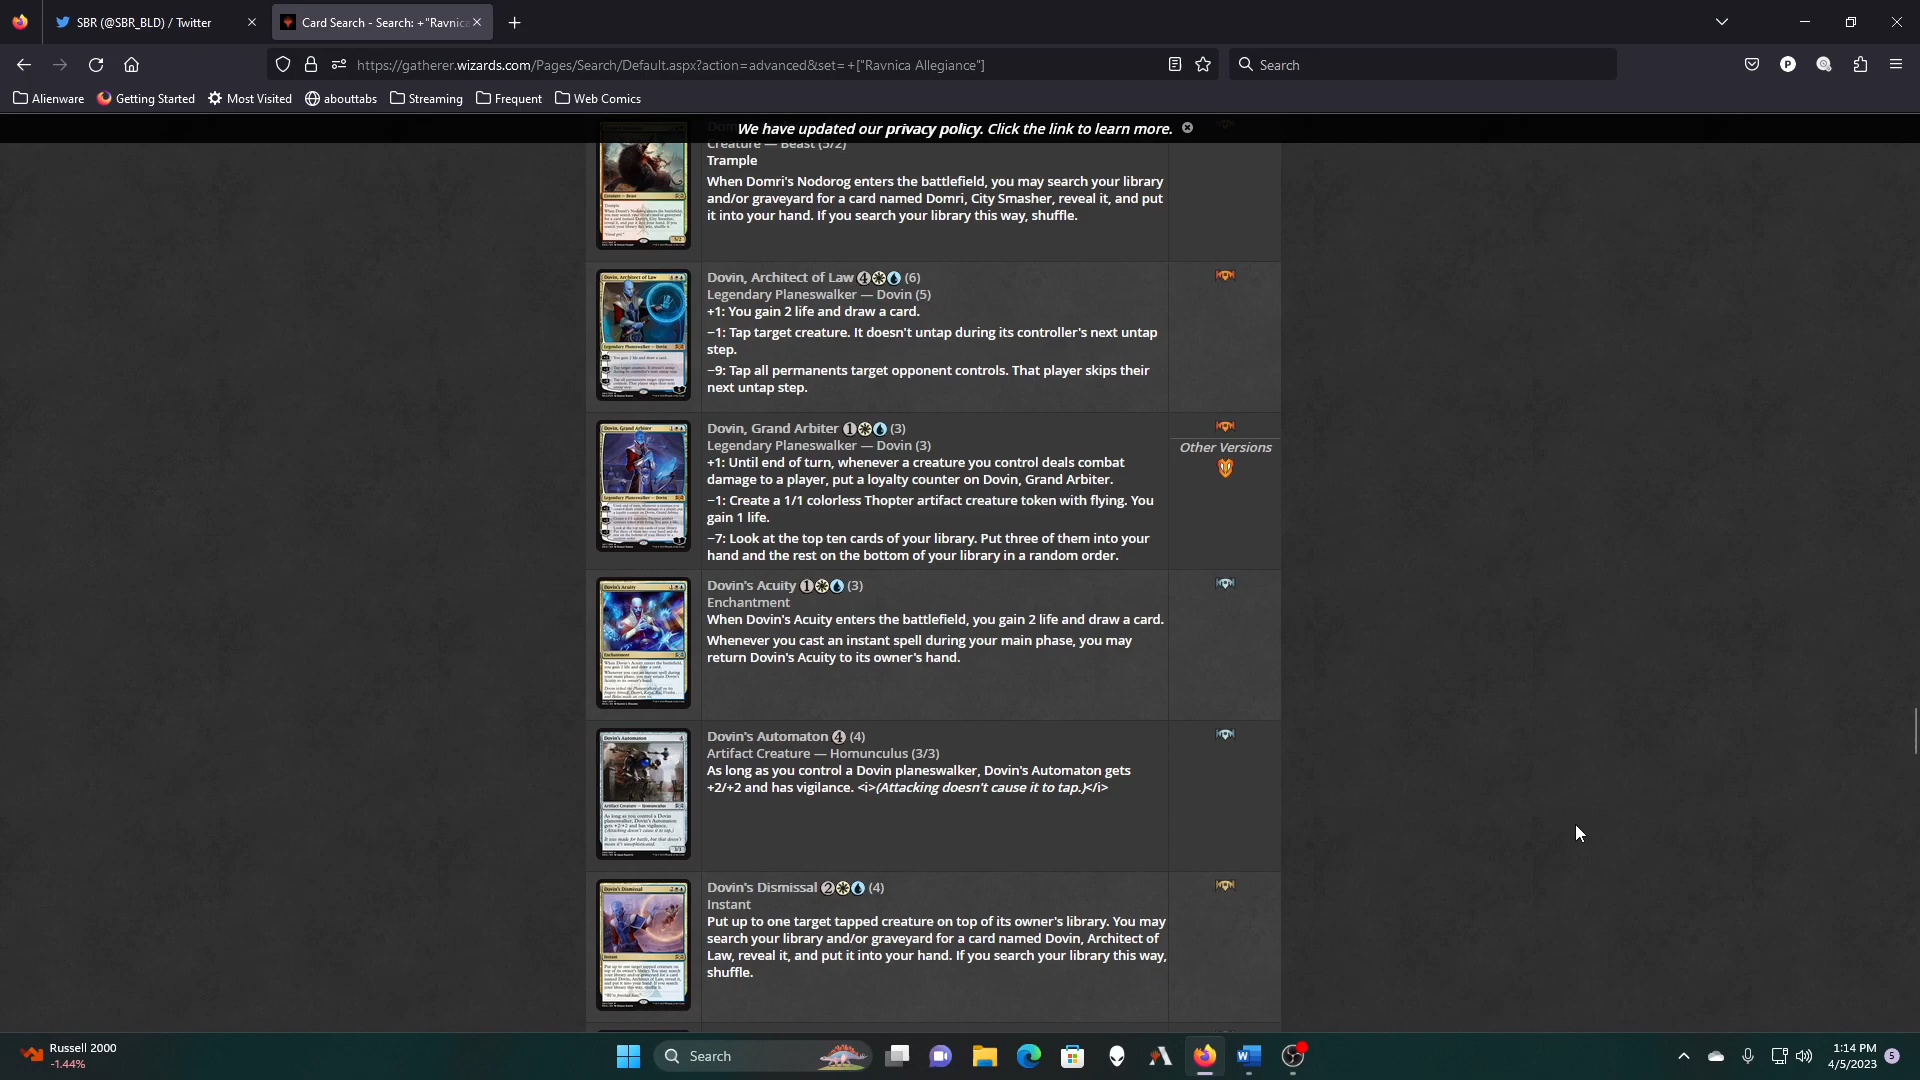 SBR (@SBR_BLD) / Twitter
Card Search - Search: +"Ravnica
https://gatherer.wizards.com/Pages/Search/Default.aspx?action=advanced&set=+["Ravnica Allegiance"]
Search
Alienware
Getting Started
Most Visited
abouttabs
Streaming
Frequent
Web Comics
We have updated our privacy policy. Click the link to learn more.
Creature — Beast (5/2)
Trample
When Domri's Nodorog enters the battlefield, you may search your library
and/or graveyard for a card named Domri, City Smasher, reveal it, and put
it into your hand. If you search your library this way, shuffle.
Dovin, Architect of Law 4 (6)
Legendary Planeswalker — Dovin (5)
+1: You gain 2 life and draw a card.
−1: Tap target creature. It doesn't untap during its controller's next untap
step.
−9: Tap all permanents target opponent controls. That player skips their
next untap step.
Dovin, Grand Arbiter 1 (3)
Legendary Planeswalker — Dovin (3)
+1: Until end of turn, whenever a creature you control deals combat
damage to a player, put a loyalty counter on Dovin, Grand Arbiter.
−1: Create a 1/1 colorless Thopter artifact creature token with flying. You
gain 1 life.
−7: Look at the top ten cards of your library. Put three of them into your
hand and the rest on the bottom of your library in a random order.
Other Versions
Dovin's Acuity 1 (3)
Enchantment
When Dovin's Acuity enters the battlefield, you gain 2 life and draw a card.
Whenever you cast an instant spell during your main phase, you may
return Dovin's Acuity to its owner's hand.
Dovin's Automaton 4 (4)
Artifact Creature — Homunculus (3/3)
As long as you control a Dovin planeswalker, Dovin's Automaton gets
+2/+2 and has vigilance. <i>(Attacking doesn't cause it to tap.)</i>
Dovin's Dismissal 2 (4)
Instant
Put up to one target tapped creature on top of its owner's library. You may
search your library and/or graveyard for a card named Dovin, Architect of
Law, reveal it, and put it into your hand. If you search your library this way,
shuffle.
Russell 2000
-1.44%
Search
1:14 PM
4/5/2023
5